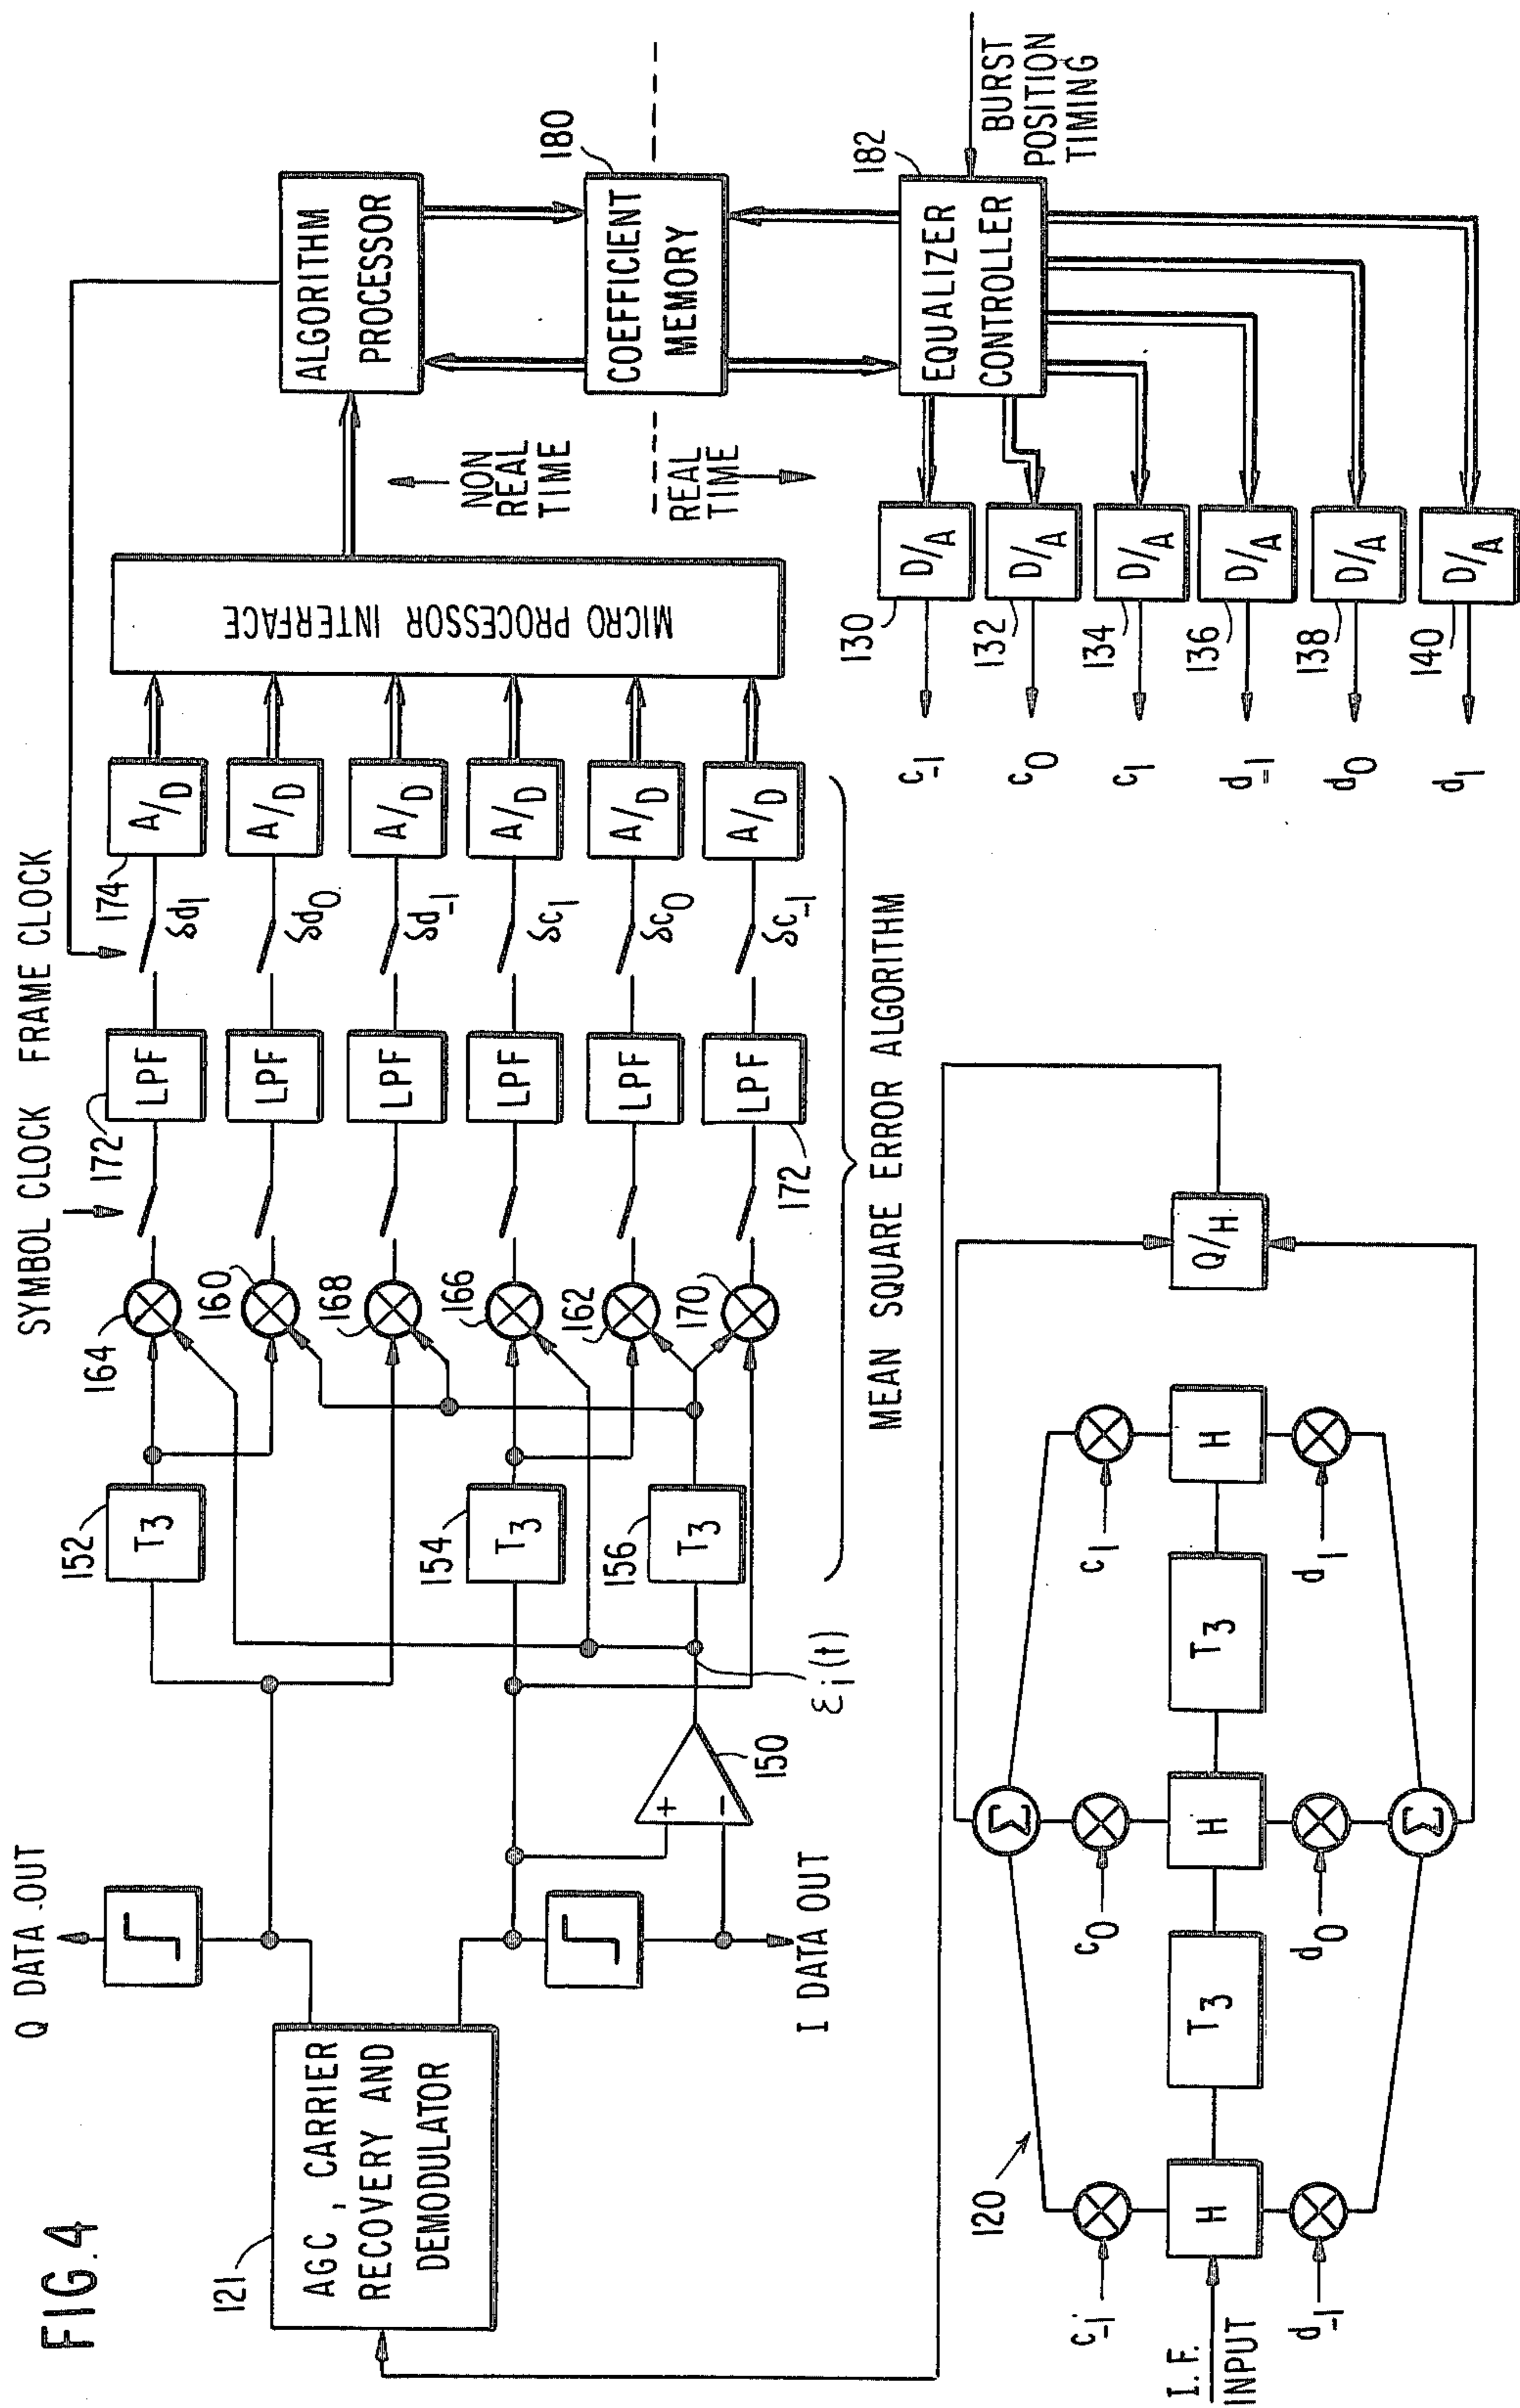 FIG.4
Q DATA OUT
SYMBOL CLOCK
FRAME CLOCK
121
AGC, CARRIER
RECOVERY AND
DEMODULATOR
I DATA OUT
152
T3
154
T3
156
T3
150
+
−
εi(t)
164
160
168
166
162
170
172
LPF
LPF
LPF
LPF
LPF
LPF
172
174
δd1
δd0
δd-1
δc1
δc0
δc-1
A/D
A/D
A/D
A/D
A/D
A/D
MEAN SQUARE ERROR ALGORITHM
MICRO PROCESSOR INTERFACE
ALGORITHM
PROCESSOR
NON
REAL
TIME
REAL
TIME
180
COEFFICIENT
MEMORY
182
EQUALIZER
CONTROLLER
BURST
POSITION
TIMING
130
D/A
c-1
132
D/A
c0
134
D/A
c1
136
D/A
d-1
138
D/A
d0
140
D/A
d1
120
I.F.
INPUT
c-1
c0
c1
Σ
H
T3
H
T3
H
Q/H
d-1
d0
d1
Σ